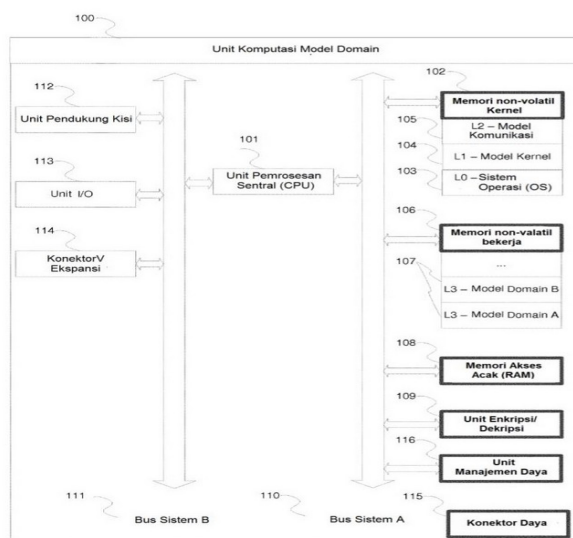 100
Unit Komputasi Model Domain
112
Unit Pendukung Kisi
113
Unit I/O
114
KonektorV
Ekspansi
101
Unit Pemrosesan
Sentral (CPU)
102
Memori non-volatil
Kernel
105
L2 – Model
Komunikasi
104
L1 – Model Kernel
103
L0 – Sistem
Operasi (OS)
106
Memori non-valatil
bekerja
107
...
L3 – Model Domain B
L3 – Model Domain A
108
Memori Akses
Acak (RAM)
109
Unit Enkripsi/
Dekripsi
116
Unit
Manajemen Daya
111
Bus Sistem B
110
Bus Sistem A
115
Konektor Daya